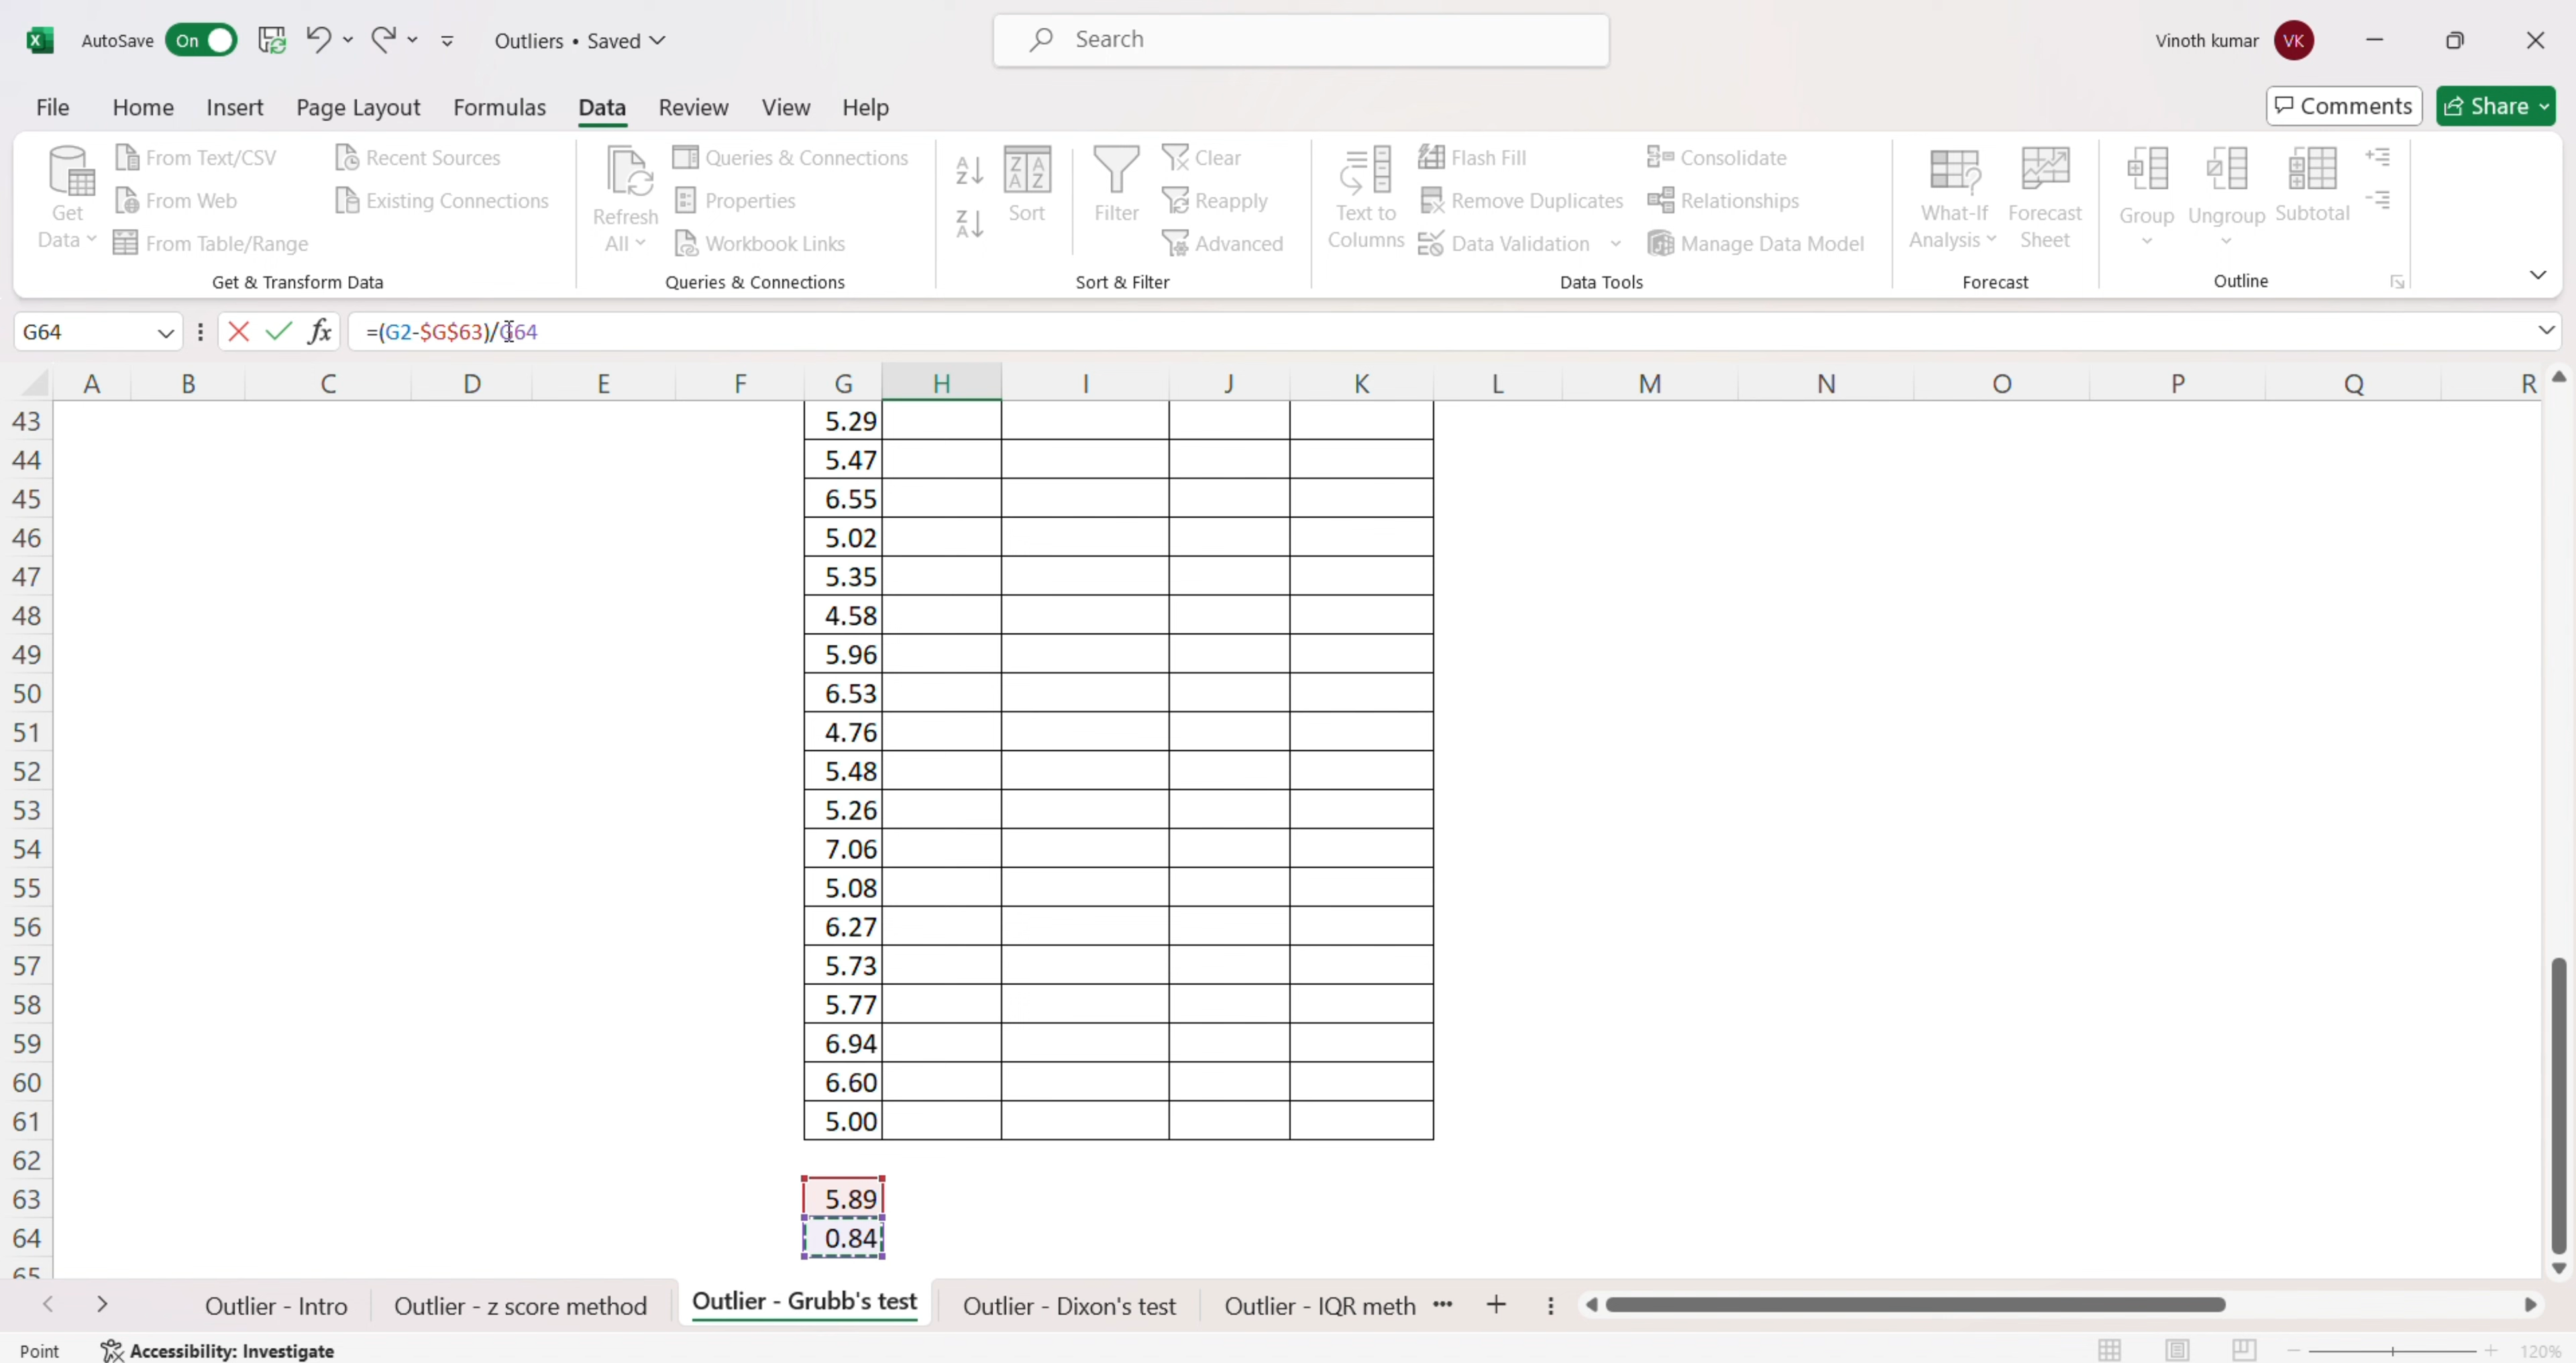 AutoSave On Outliers • Saved Search Vinoth kumar VK
File Home Insert Page Layout Formulas Data Review View Help Comments Share
Get Data
From Text/CSV
From Web
From Table/Range
Recent Sources
Existing Connections
Get & Transform Data
Refresh All
Queries & Connections
Properties
Workbook Links
Queries & Connections
Sort
Filter
Clear
Reapply
Advanced
Sort & Filter
Text to Columns
Flash Fill
Remove Duplicates
Data Validation
Consolidate
Relationships
Manage Data Model
Data Tools
What-If Analysis
Forecast Sheet
Forecast
Group
Ungroup
Subtotal
Outline
G64 fx =(G2-$G$63)/G64
A B C D E F G H I J K L M N O P Q R
43 5.29
44 5.47
45 6.55
46 5.02
47 5.35
48 4.58
49 5.96
50 6.53
51 4.76
52 5.48
53 5.26
54 7.06
55 5.08
56 6.27
57 5.73
58 5.77
59 6.94
60 6.60
61 5.00
62
63 5.89
64 0.84
65
Outlier - Intro Outlier - z score method Outlier - Grubb's test Outlier - Dixon's test Outlier - IQR meth
Point Accessibility: Investigate 120%